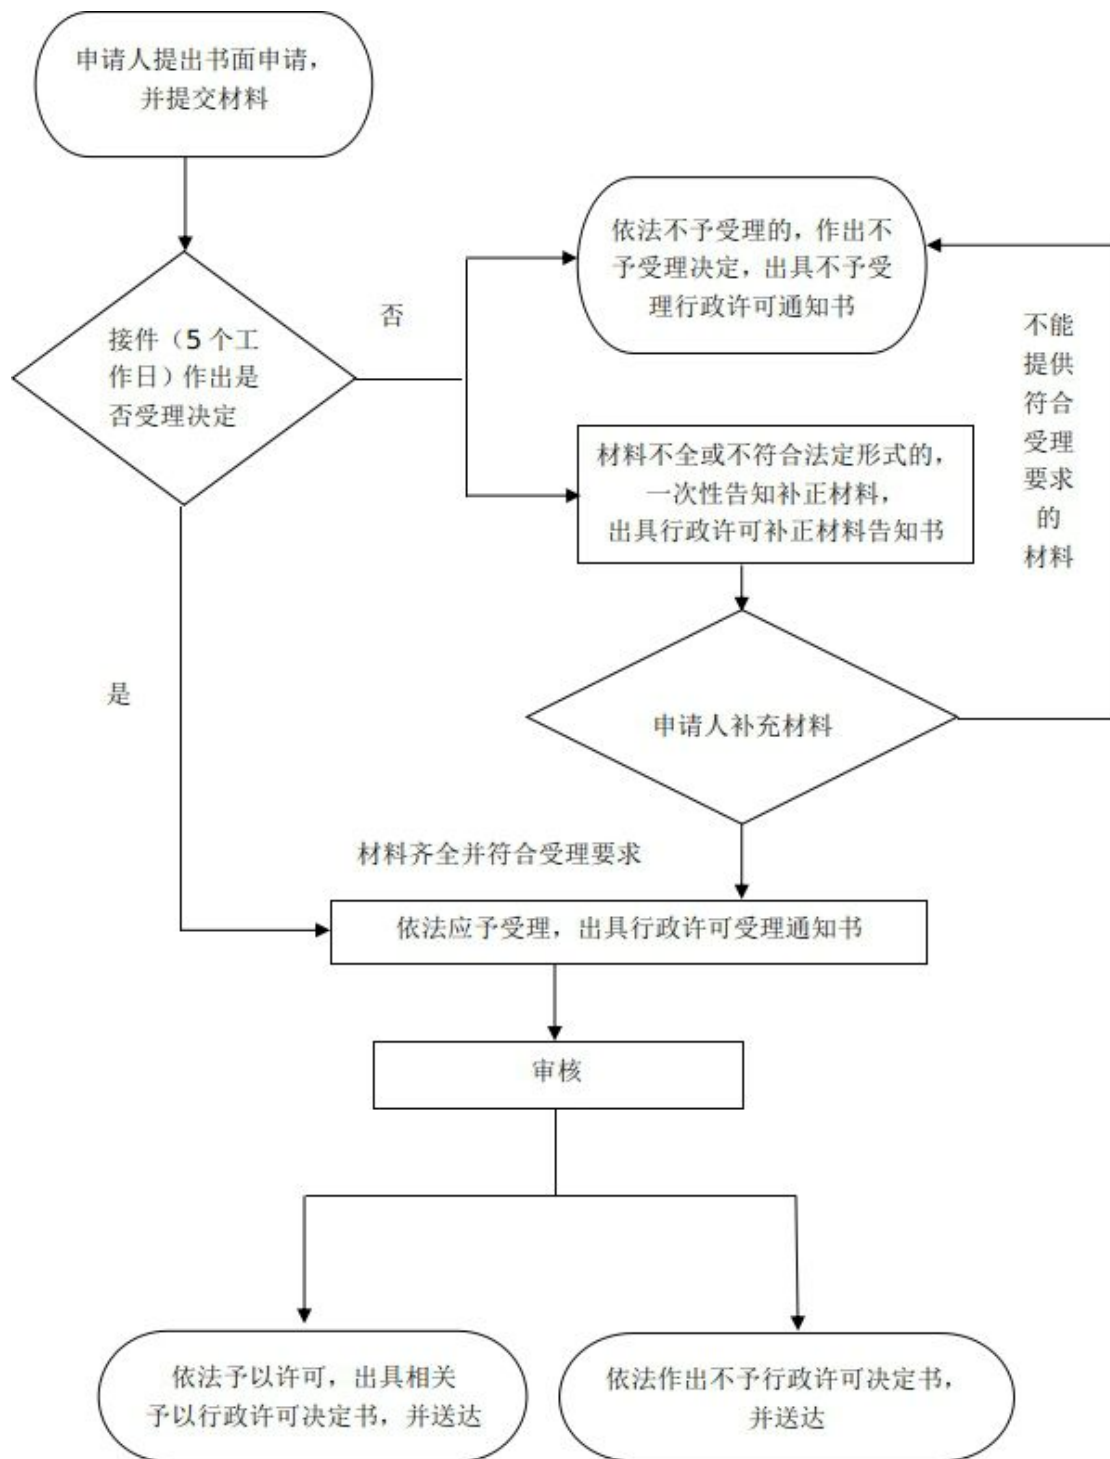 申请人提出书面申请，
并提交材料
接件（5 个工
作日）作出是
否受理决定
否
依法不予受理的，作出不
予受理决定，出具不予受
理行政许可通知书
不能
提供
符合
受理
要求
的
材料
材料不全或不符合法定形式的，
一次性告知补正材料，
出具行政许可补正材料告知书
是
申请人补充材料
材料齐全并符合受理要求
依法应予受理，出具行政许可受理通知书
审核
依法予以许可，出具相关
予以行政许可决定书，并送达
依法作出不予行政许可决定书，
并送达